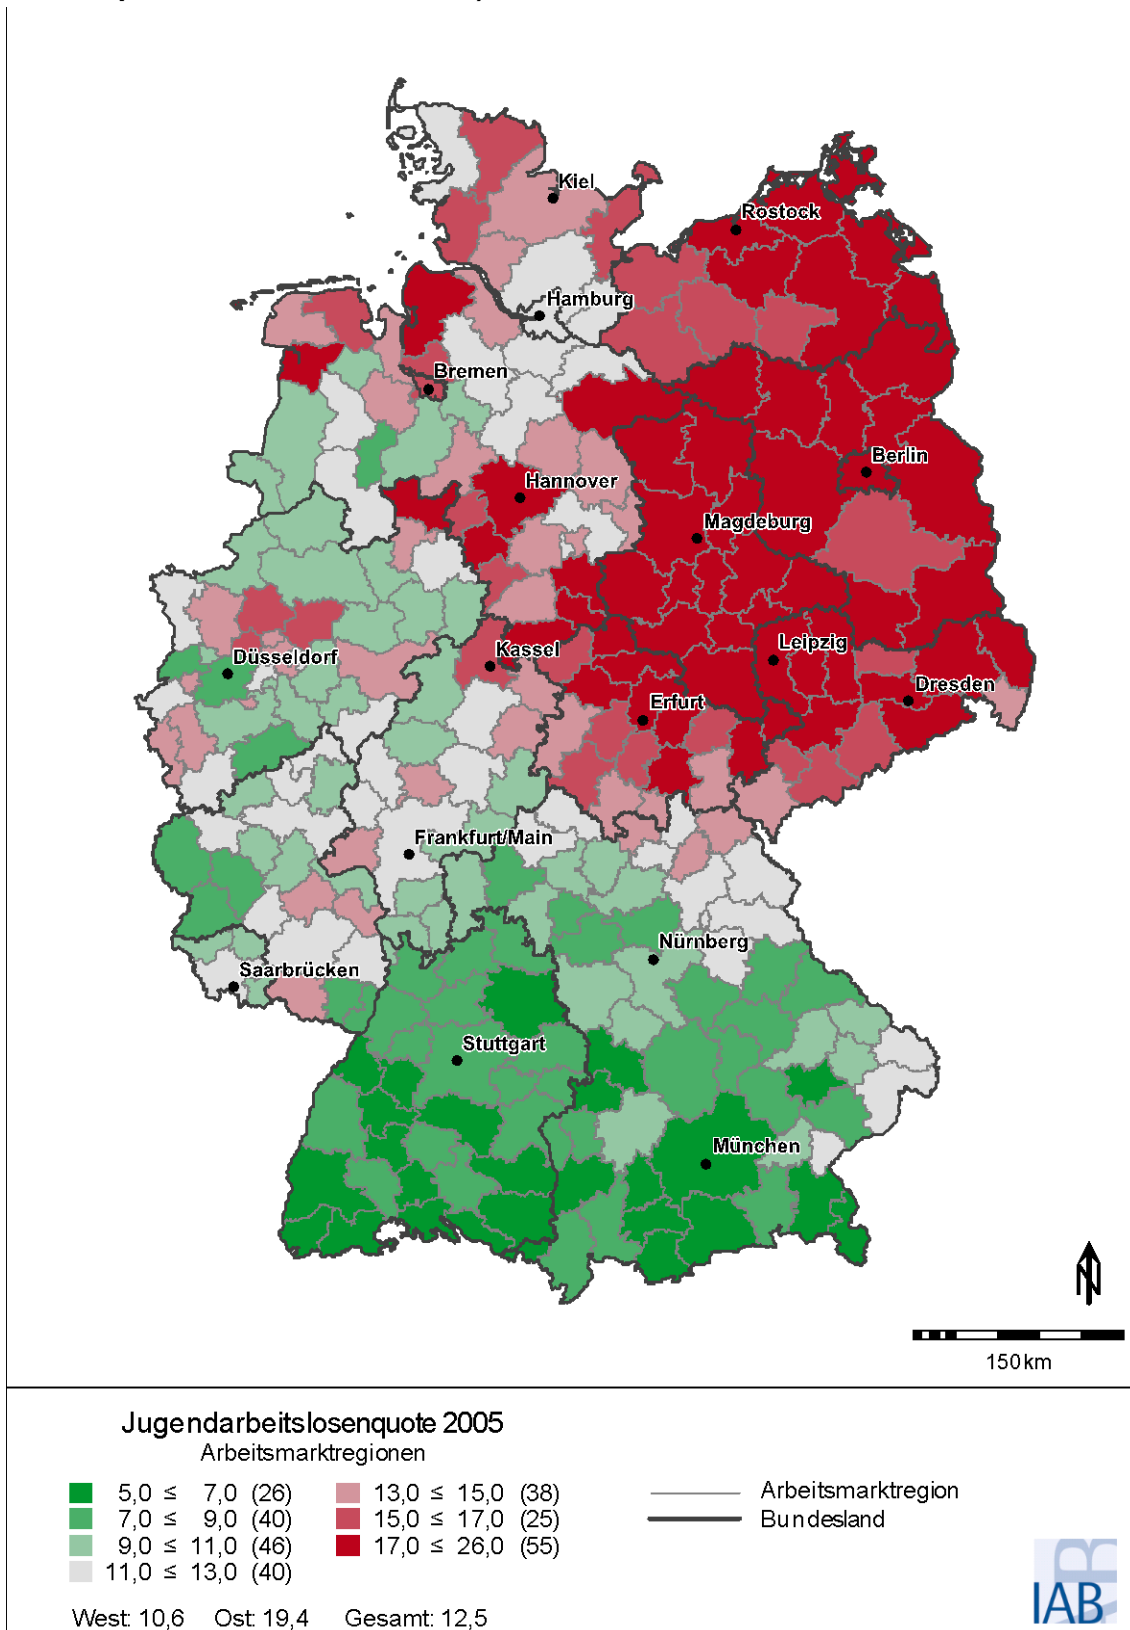 Kiel
Rostock
Hamburg
Bremen
Berlin
Hannover
Magdeburg
Leipzig
Kassel
Düsseldorf
Dresden
Erfurt
Frankfurt/Main
Nürnberg
Saarbrücken
Stuttgart
München
N
150 km
Jugendarbeitslosenquote 2005
Arbeitsmarktregionen
5,0 ≤ 7,0 (26)
7,0 ≤ 9,0 (40)
9,0 ≤ 11,0 (46)
11,0 ≤ 13,0 (40)
13,0 ≤ 15,0 (38)
15,0 ≤ 17,0 (25)
17,0 ≤ 26,0 (55)
Arbeitsmarktregion
Bundesland
West: 10,6 Ost: 19,4 Gesamt: 12,5
IAB